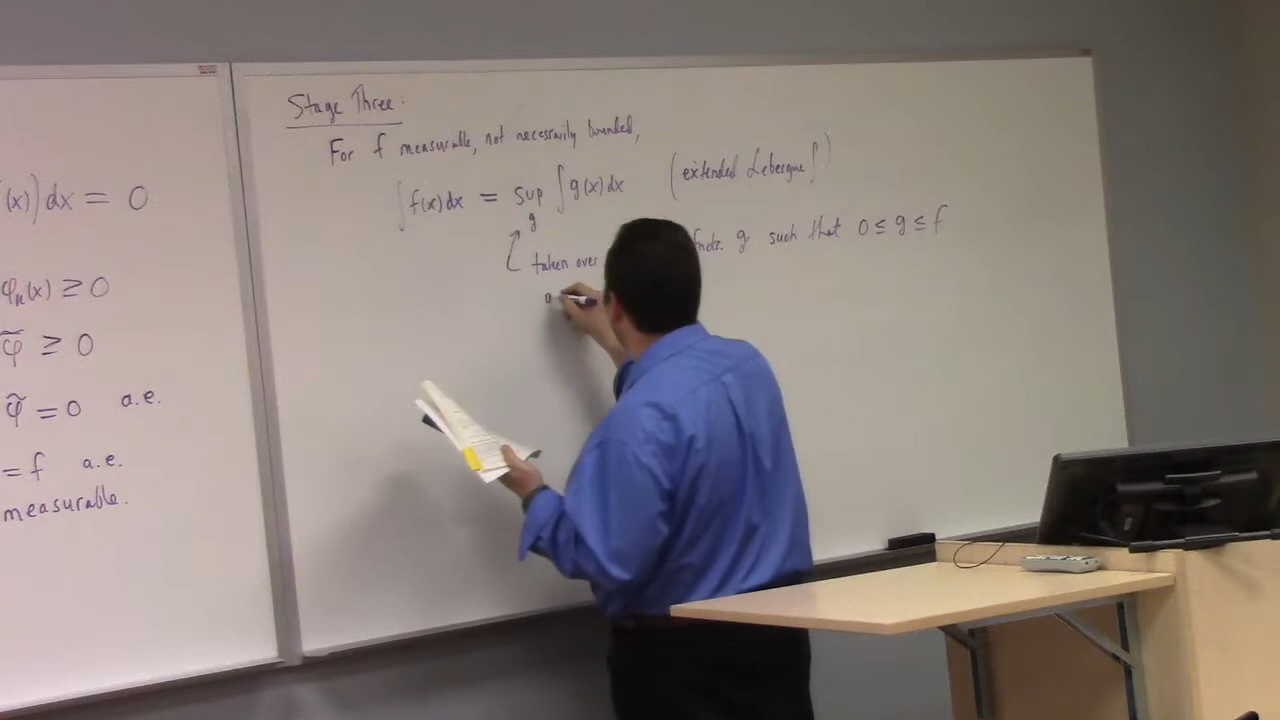 (x))dx = 0
φₙ(x) ≥ 0
φ̃ ≥ 0
φ̃ = 0 a.e.
= f a.e.
measurable.
Stage Three:
For f measurable, not necessarily bounded,
∫f(x)dx = sup ∫g(x)dx (extended Lebesgue ∫)
g
taken over fncts. g such that 0 ≤ g ≤ f